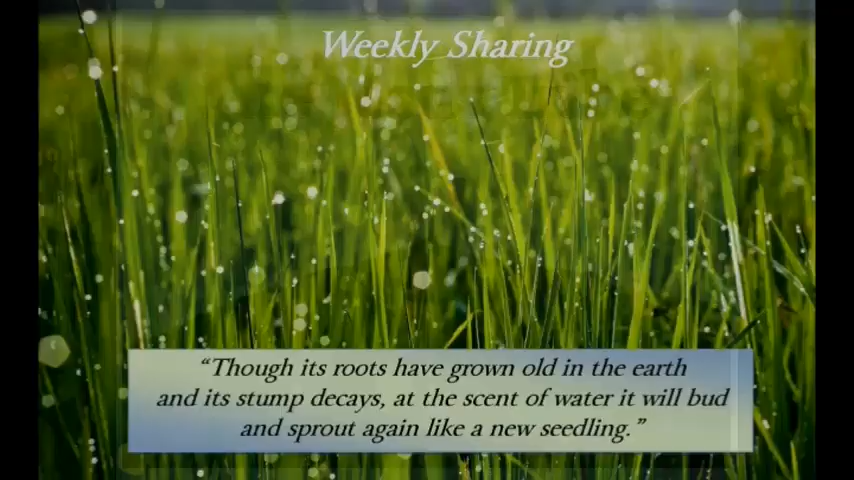 Weekly Sharing
“Though its roots have grown old in the earth
and its stump decays, at the scent of water it will bud
and sprout again like a new seedling.”